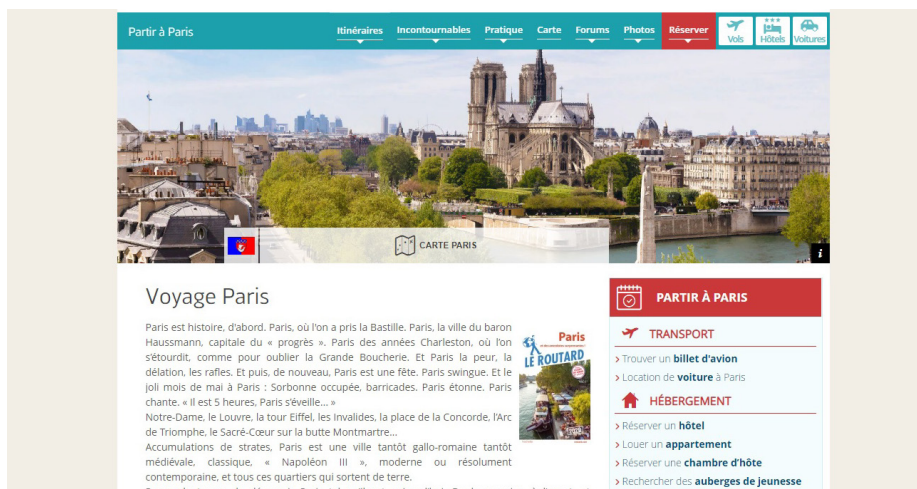 Partir à Paris
Itinéraires Incontournables Pratique Carte Forums Photos Réserver Vols Hôtels Voitures
CARTE PARIS
i
Voyage Paris
Paris est histoire, d'abord. Paris, où l'on a pris la Bastille. Paris, la ville du baron
Haussmann, capitale du « progrès ». Paris des années Charleston, où l'on
s'étourdit, comme pour oublier la Grande Boucherie. Et Paris la peur, la
délation, les rafles. Et puis, de nouveau, Paris est une fête. Paris swingue. Et le
joli mois de mai à Paris : Sorbonne occupée, barricades. Paris étonne. Paris
chante. « Il est 5 heures, Paris s'éveille... »
Notre-Dame, le Louvre, la tour Eiffel, les Invalides, la place de la Concorde, l'Arc
de Triomphe, le Sacré-Cœur sur la butte Montmartre...
Accumulations de strates, Paris est une ville tantôt gallo-romaine tantôt
médiévale, classique, « Napoléon III », moderne ou résolument
contemporaine, et tous ces quartiers qui sortent de terre.
Paris
LE ROUTARD
PARTIR À PARIS
TRANSPORT
› Trouver un billet d'avion
› Location de voiture à Paris
HÉBERGEMENT
› Réserver un hôtel
› Louer un appartement
› Réserver une chambre d'hôte
› Rechercher des auberges de jeunesse